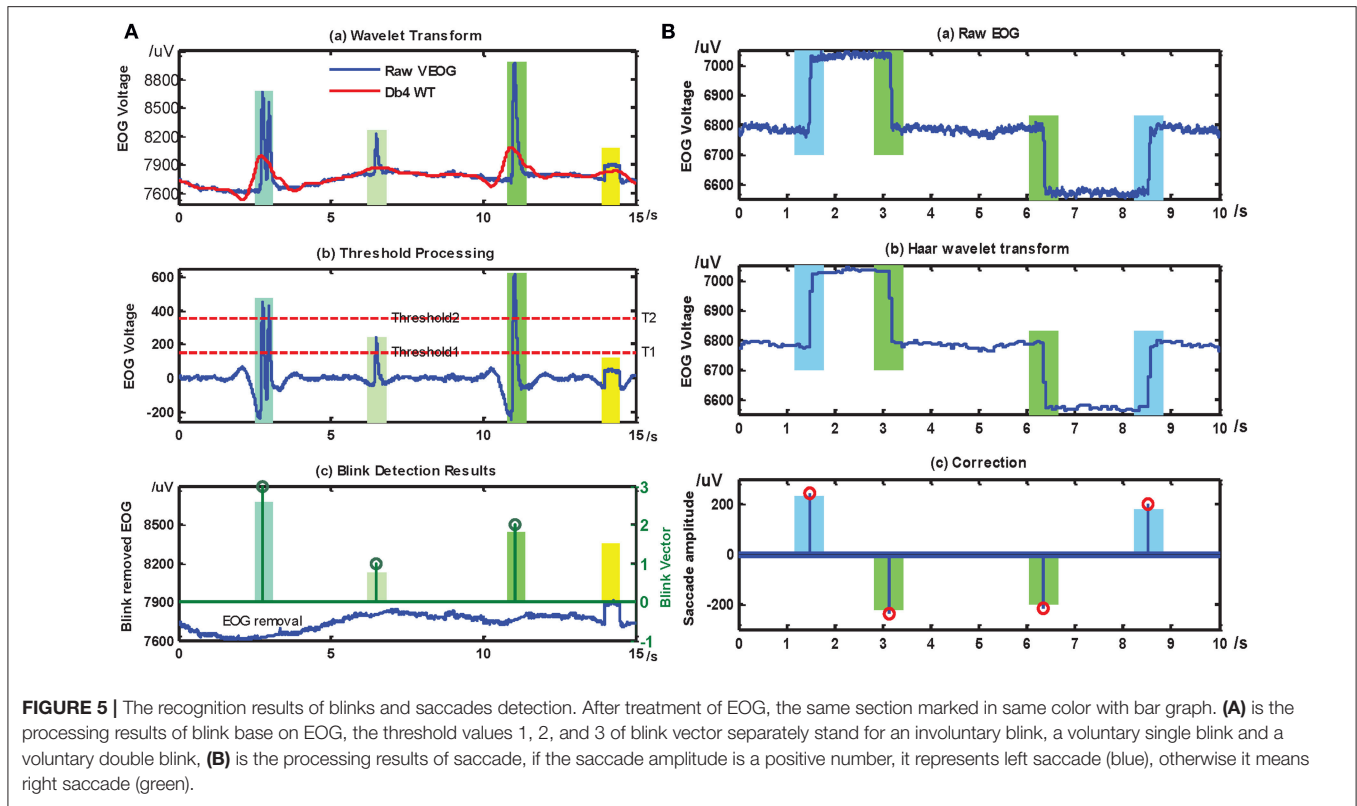 A
/uV
(a) Wavelet Transform
EOG Voltage
8800
8500
8200
7900
7600
Raw VEOG
Db4 WT
0
5
10
15
/s
(b) Threshold Processing
EOG Voltage
600
400
200
0
-200
Threshold2
T2
Threshold1
T1
0
5
10
15
/s
(c) Blink Detection Results
/uV
Blink removed EOG
8500
8200
7900
7600
EOG removal
3
2
1
0
-1
Blink Vector
0
5
10
15
/s
B
/uV
(a) Raw EOG
EOG Voltage
7000
6900
6800
6700
6600
0
1
2
3
4
5
6
7
8
9
10
/s
/uV
(b) Haar wavelet transform
EOG Voltage
7000
6900
6800
6700
6600
0
1
2
3
4
5
6
7
8
9
10
/s
/uV
(c) Correction
Saccade amplitude
200
0
-200
0
1
2
3
4
5
6
7
8
9
10
/s
FIGURE 5 | The recognition results of blinks and saccades detection. After treatment of EOG, the same section marked in same color with bar graph. (A) is the
processing results of blink base on EOG, the threshold values 1, 2, and 3 of blink vector separately stand for an involuntary blink, a voluntary single blink and a
voluntary double blink, (B) is the processing results of saccade, if the saccade amplitude is a positive number, it represents left saccade (blue), otherwise it means
right saccade (green).